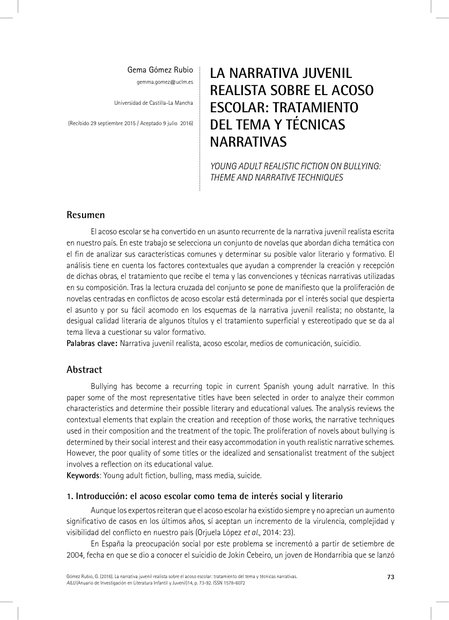 Gema Gómez Rubio
gemma.gomez@uclm.es
Universidad de Castilla-La Mancha
(Recibido 29 septiembre 2015 / Aceptado 9 julio 2016)
LA NARRATIVA JUVENIL
REALISTA SOBRE EL ACOSO
ESCOLAR: TRATAMIENTO
DEL TEMA Y TÉCNICAS
NARRATIVAS
YOUNG ADULT REALISTIC FICTION ON BULLYING:
THEME AND NARRATIVE TECHNIQUES
Resumen
El acoso escolar se ha convertido en un asunto recurrente de la narrativa juvenil realista escrita
en nuestro país. En este trabajo se selecciona un conjunto de novelas que abordan dicha temática con
el fin de analizar sus características comunes y determinar su posible valor literario y formativo. El
análisis tiene en cuenta los factores contextuales que ayudan a comprender la creación y recepción
de dichas obras, el tratamiento que recibe el tema y las convenciones y técnicas narrativas utilizadas
en su composición. Tras la lectura cruzada del conjunto se pone de manifiesto que la proliferación de
novelas centradas en conflictos de acoso escolar está determinada por el interés social que despierta
el asunto y por su fácil acomodo en los esquemas de la narrativa juvenil realista; no obstante, la
desigual calidad literaria de algunos títulos y el tratamiento superficial y estereotipado que se da al
tema lleva a cuestionar su valor formativo.
Palabras clave: Narrativa juvenil realista, acoso escolar, medios de comunicación, suicidio.
Abstract
Bullying has become a recurring topic in current Spanish young adult narrative. In this
paper some of the most representative titles have been selected in order to analyze their common
characteristics and determine their possible literary and educational values. The analysis reviews the
contextual elements that explain the creation and reception of those works, the narrative techniques
used in their composition and the treatment of the topic. The proliferation of novels about bullying is
determined by their social interest and their easy accommodation in youth realistic narrative schemes.
However, the poor quality of some titles or the idealized and sensationalist treatment of the subject
involves a reflection on its educational value.
Keywords: Young adult fiction, bullying, mass media, suicide.
1. Introducción: el acoso escolar como tema de interés social y literario
Aunque los expertos reiteran que el acoso escolar ha existido siempre y no aprecian un aumento
significativo de casos en los últimos años, sí aceptan un incremento de la virulencia, complejidad y
visibilidad del conflicto en nuestro país (Orjuela López et al., 2014: 23).
En España la preocupación social por este problema se incrementó a partir de setiembre de
2004, fecha en que se dio a conocer el suicidio de Jokin Cebeiro, un joven de Hondarribia que se lanzó
Gómez Rubio, G. (2016). La narrativa juvenil realista sobre el acoso escolar: tratamiento del tema y técnicas narrativas.
AILIJ (Anuario de Investigación en Literatura Infantil y Juvenil)14, p. 73-92. ISSN 1578-6072
73